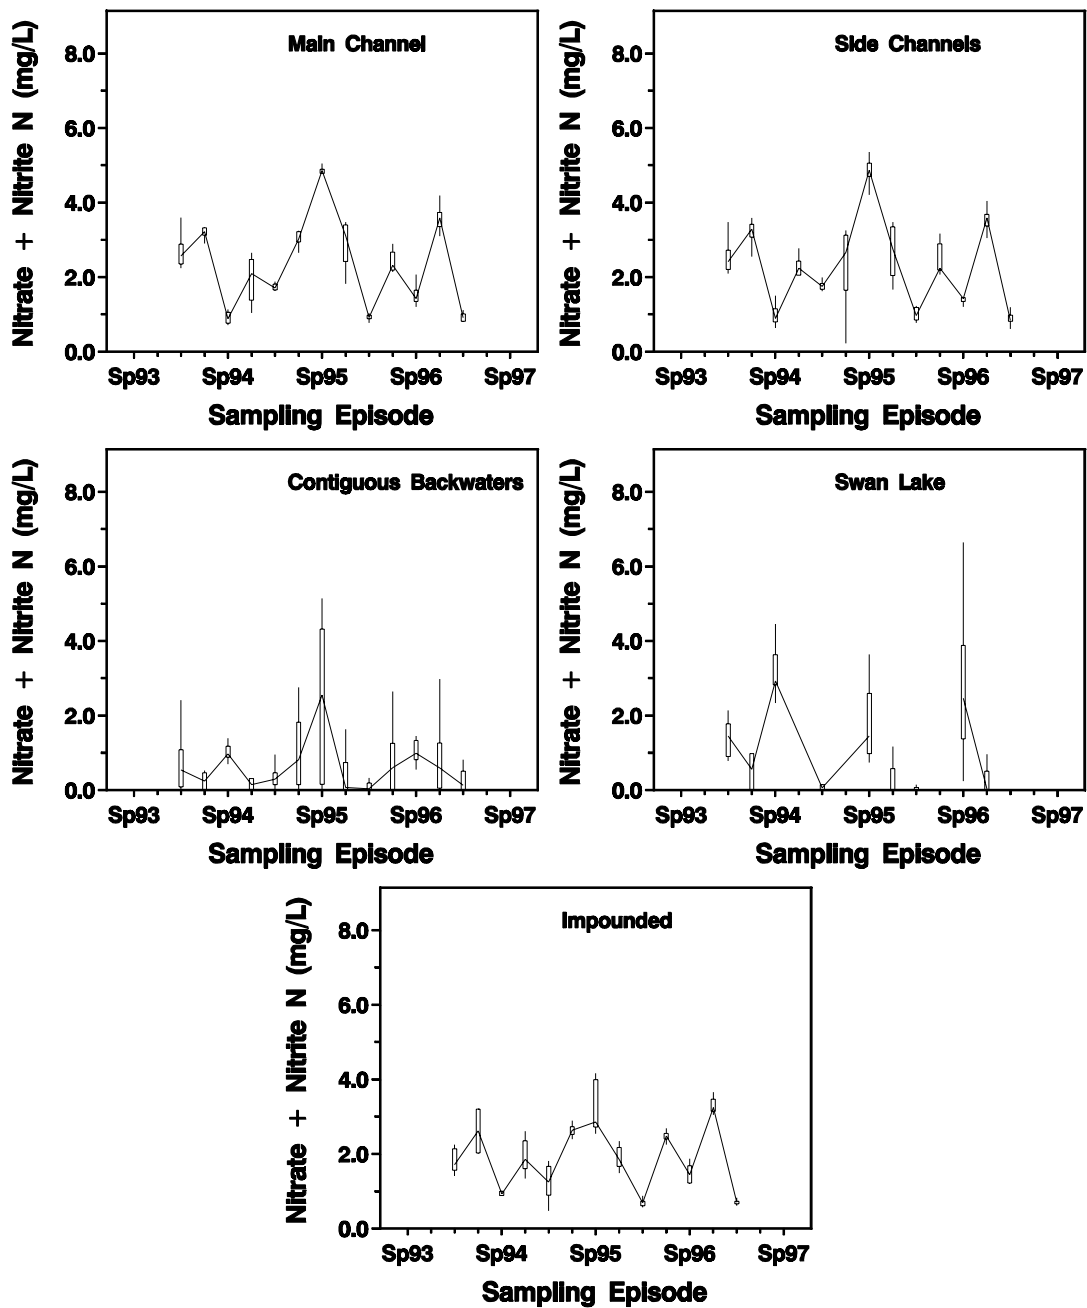 Main Channel
Nitrate + Nitrite N (mg/L)
8.0
6.0
4.0
2.0
0.0
Sp93 Sp94 Sp95 Sp96 Sp97
Sampling Episode
Side Channels
Nitrate + Nitrite N (mg/L)
8.0
6.0
4.0
2.0
0.0
Sp93 Sp94 Sp95 Sp96 Sp97
Sampling Episode
Contiguous Backwaters
Nitrate + Nitrite N (mg/L)
8.0
6.0
4.0
2.0
0.0
Sp93 Sp94 Sp95 Sp96 Sp97
Sampling Episode
Swan Lake
Nitrate + Nitrite N (mg/L)
8.0
6.0
4.0
2.0
0.0
Sp93 Sp94 Sp95 Sp96 Sp97
Sampling Episode
Impounded
Nitrate + Nitrite N (mg/L)
8.0
6.0
4.0
2.0
0.0
Sp93 Sp94 Sp95 Sp96 Sp97
Sampling Episode